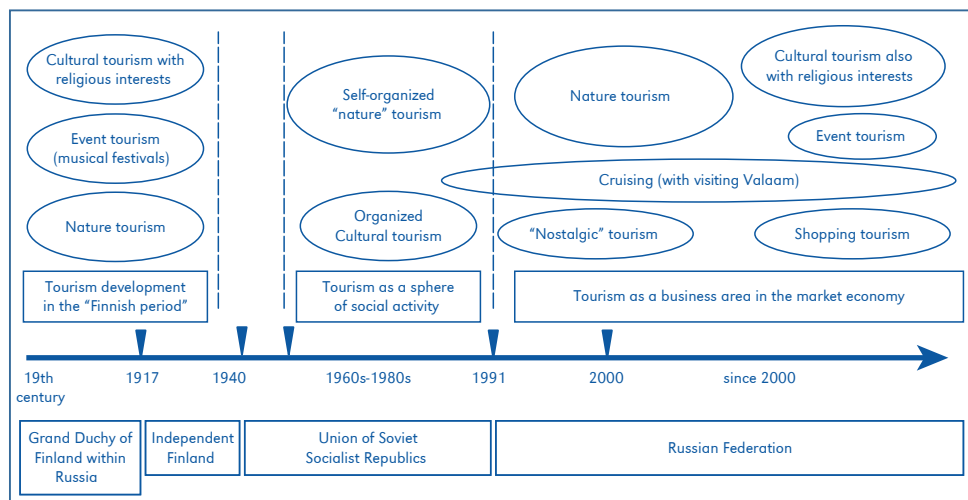 Cultural tourism with
religious interests
Event tourism
(musical festivals)
Nature tourism
Self-organized
“nature” tourism
Organized
Cultural tourism
Nature tourism
Cultural tourism also
with religious interests
Event tourism
Cruising (with visiting Valaam)
“Nostalgic” tourism
Shopping tourism
Tourism development
in the “Finnish period”
Tourism as a sphere
of social activity
Tourism as a business area in the market economy
19th
century
1917
1940
1960s-1980s
1991
2000
since 2000
Grand Duchy of
Finland within
Russia
Independent
Finland
Union of Soviet
Socialist Republics
Russian Federation